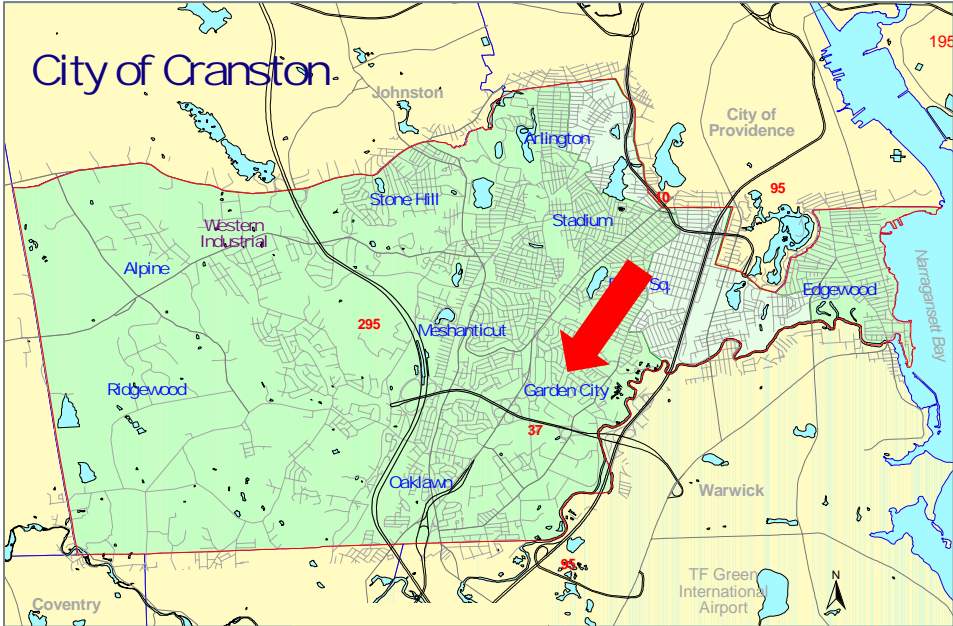 City of Cranston
195
Johnston
City of
Providence
Arlington
Stone Hill
10
95
Stadium
Western
Industrial
Alpine
Sq.
Edgewood
Narragansett Bay
295
Meshanticut
Ridgewood
Garden City
37
Oaklawn
Warwick
95
TF Green
International
Airport
N
Coventry